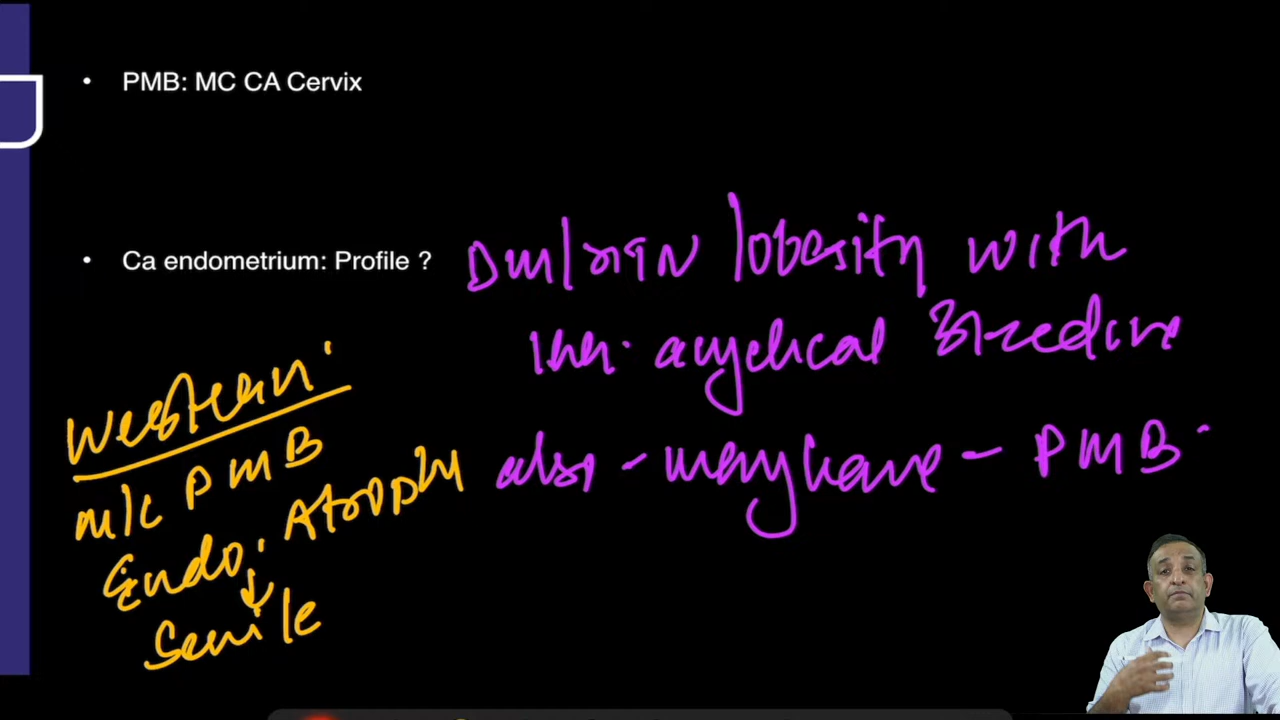 • PMB: MC CA Cervix
• Ca endometrium: Profile ?
DM/HTN/obesity with
acyclical Bleeding
also - may have - PMB.
Western:
m/c PMB
Endo. Atrophy
↓
Senile